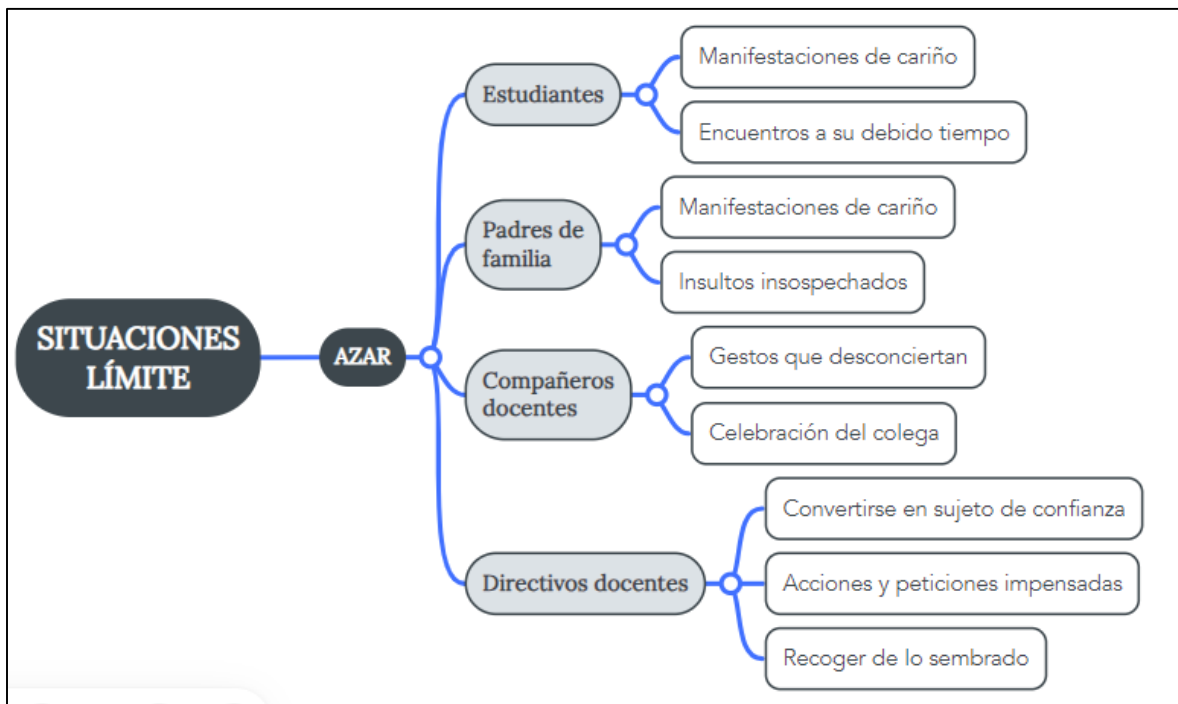 SITUACIONES
LÍMITE
AZAR
Estudiantes
Manifestaciones de cariño
Encuentros a su debido tiempo
Padres de
familia
Manifestaciones de cariño
Insultos insospechados
Compañeros
docentes
Gestos que desconciertan
Celebración del colega
Directivos docentes
Convertirse en sujeto de confianza
Acciones y peticiones impensadas
Recoger de lo sembrado